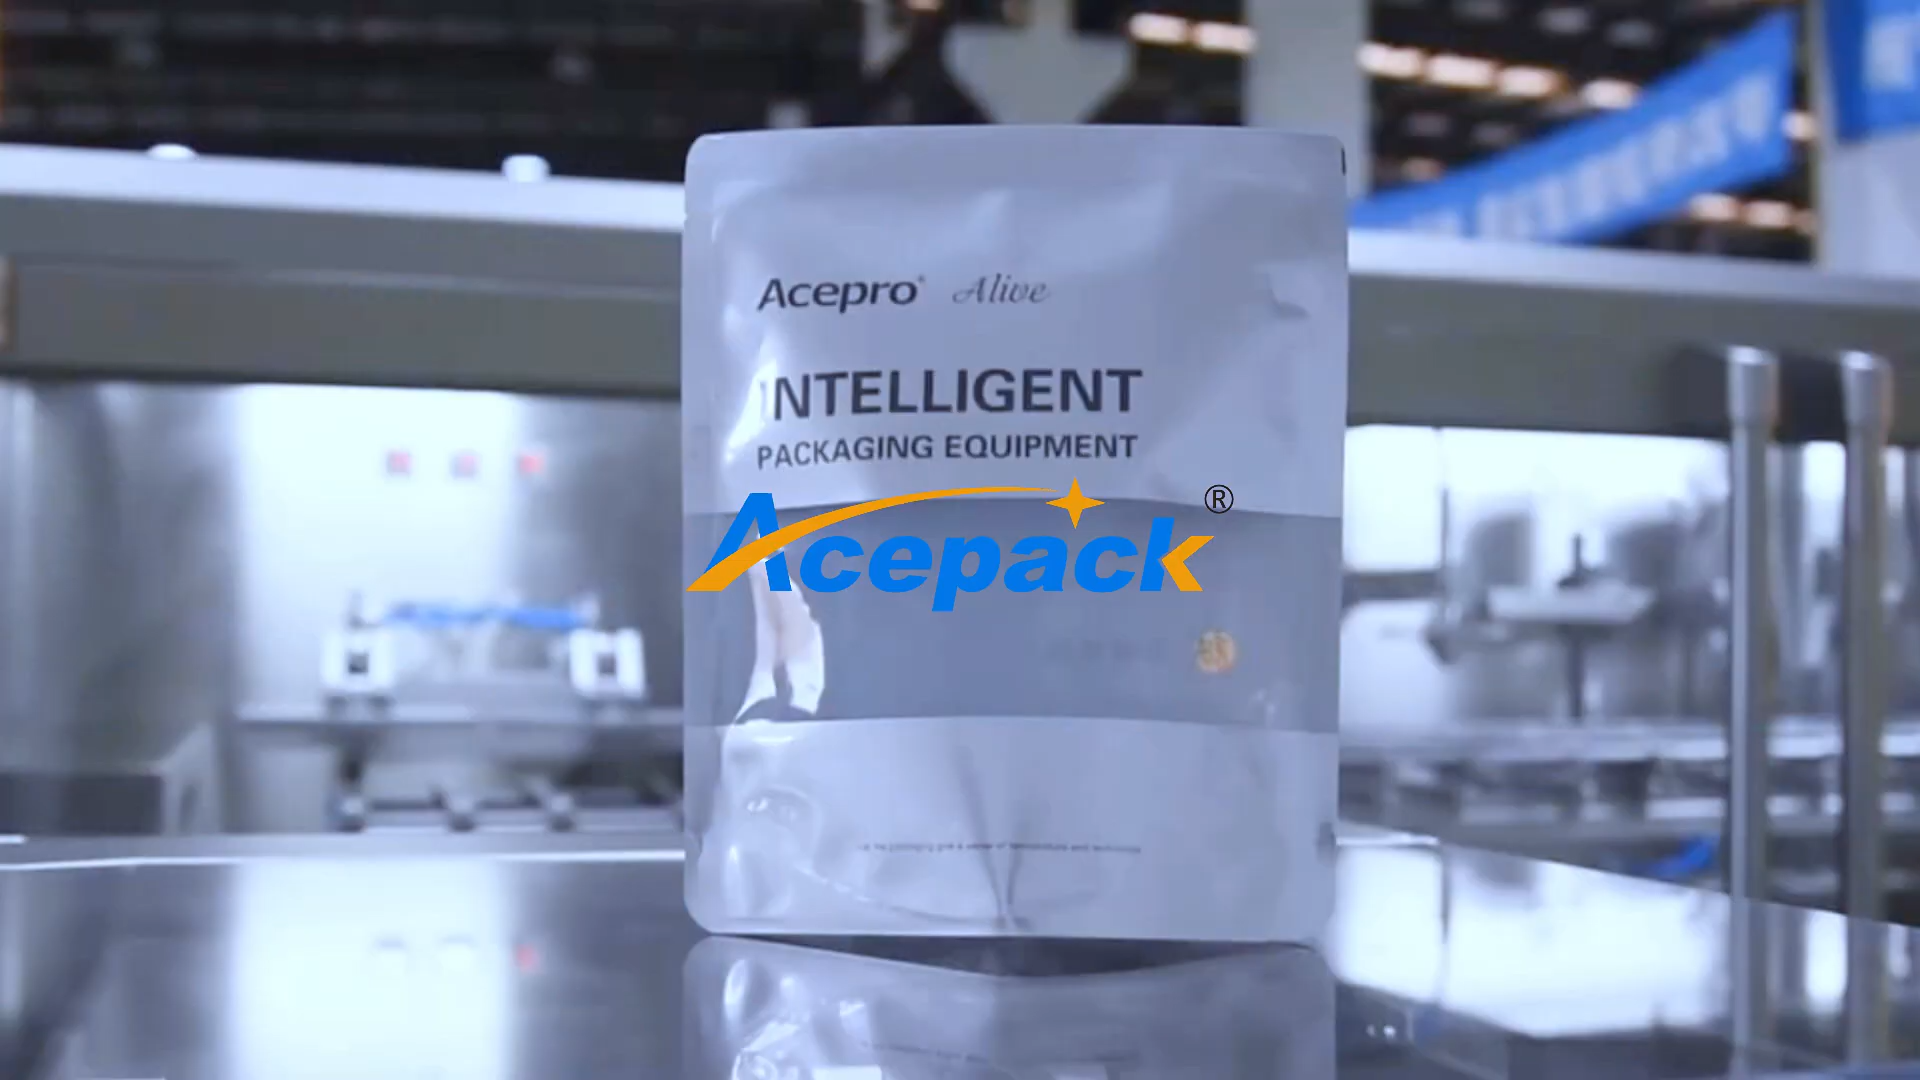 Acepro® Alive
INTELLIGENT
PACKAGING EQUIPMENT
Acepack®